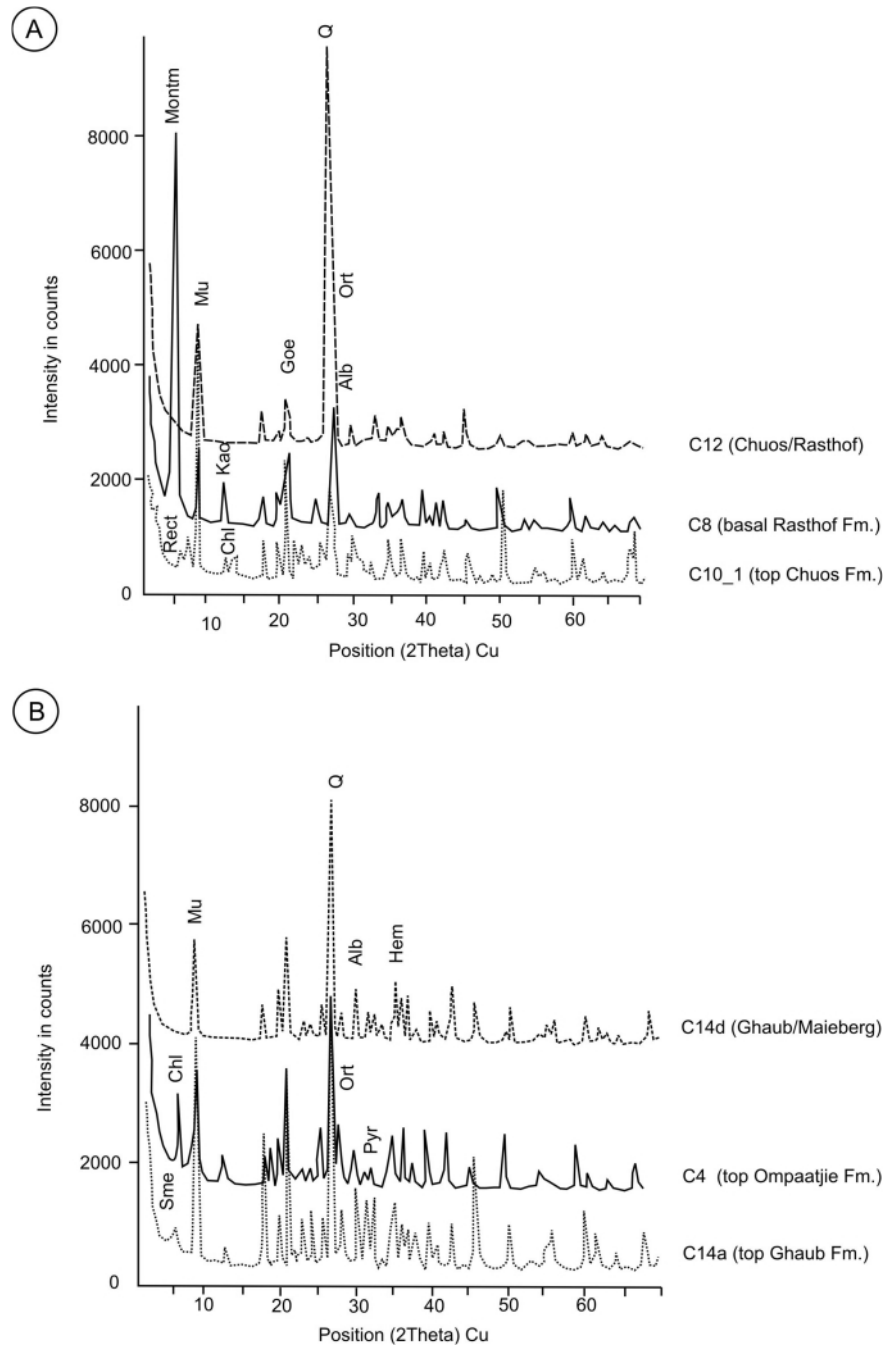 A
Q
Montm
8000
6000
Ort
Mu
Intensity in counts
Goe
Alb
4000
C12 (Chuos/Rasthof)
Kao
2000
C8 (basal Rasthof Fm.)
Rect
Chl
C10_1 (top Chuos Fm.)
0
10 20 30 40 50 60
Position (2Theta) Cu
B
Q
8000
6000
Mu
Alb
Hem
Intensity in counts
C14d (Ghaub/Maieberg)
4000
Chl
Ort
Pyr
2000
C4 (top Ompaatjie Fm.)
Sme
C14a (top Ghaub Fm.)
0
10 20 30 40 50 60
Position (2Theta) Cu